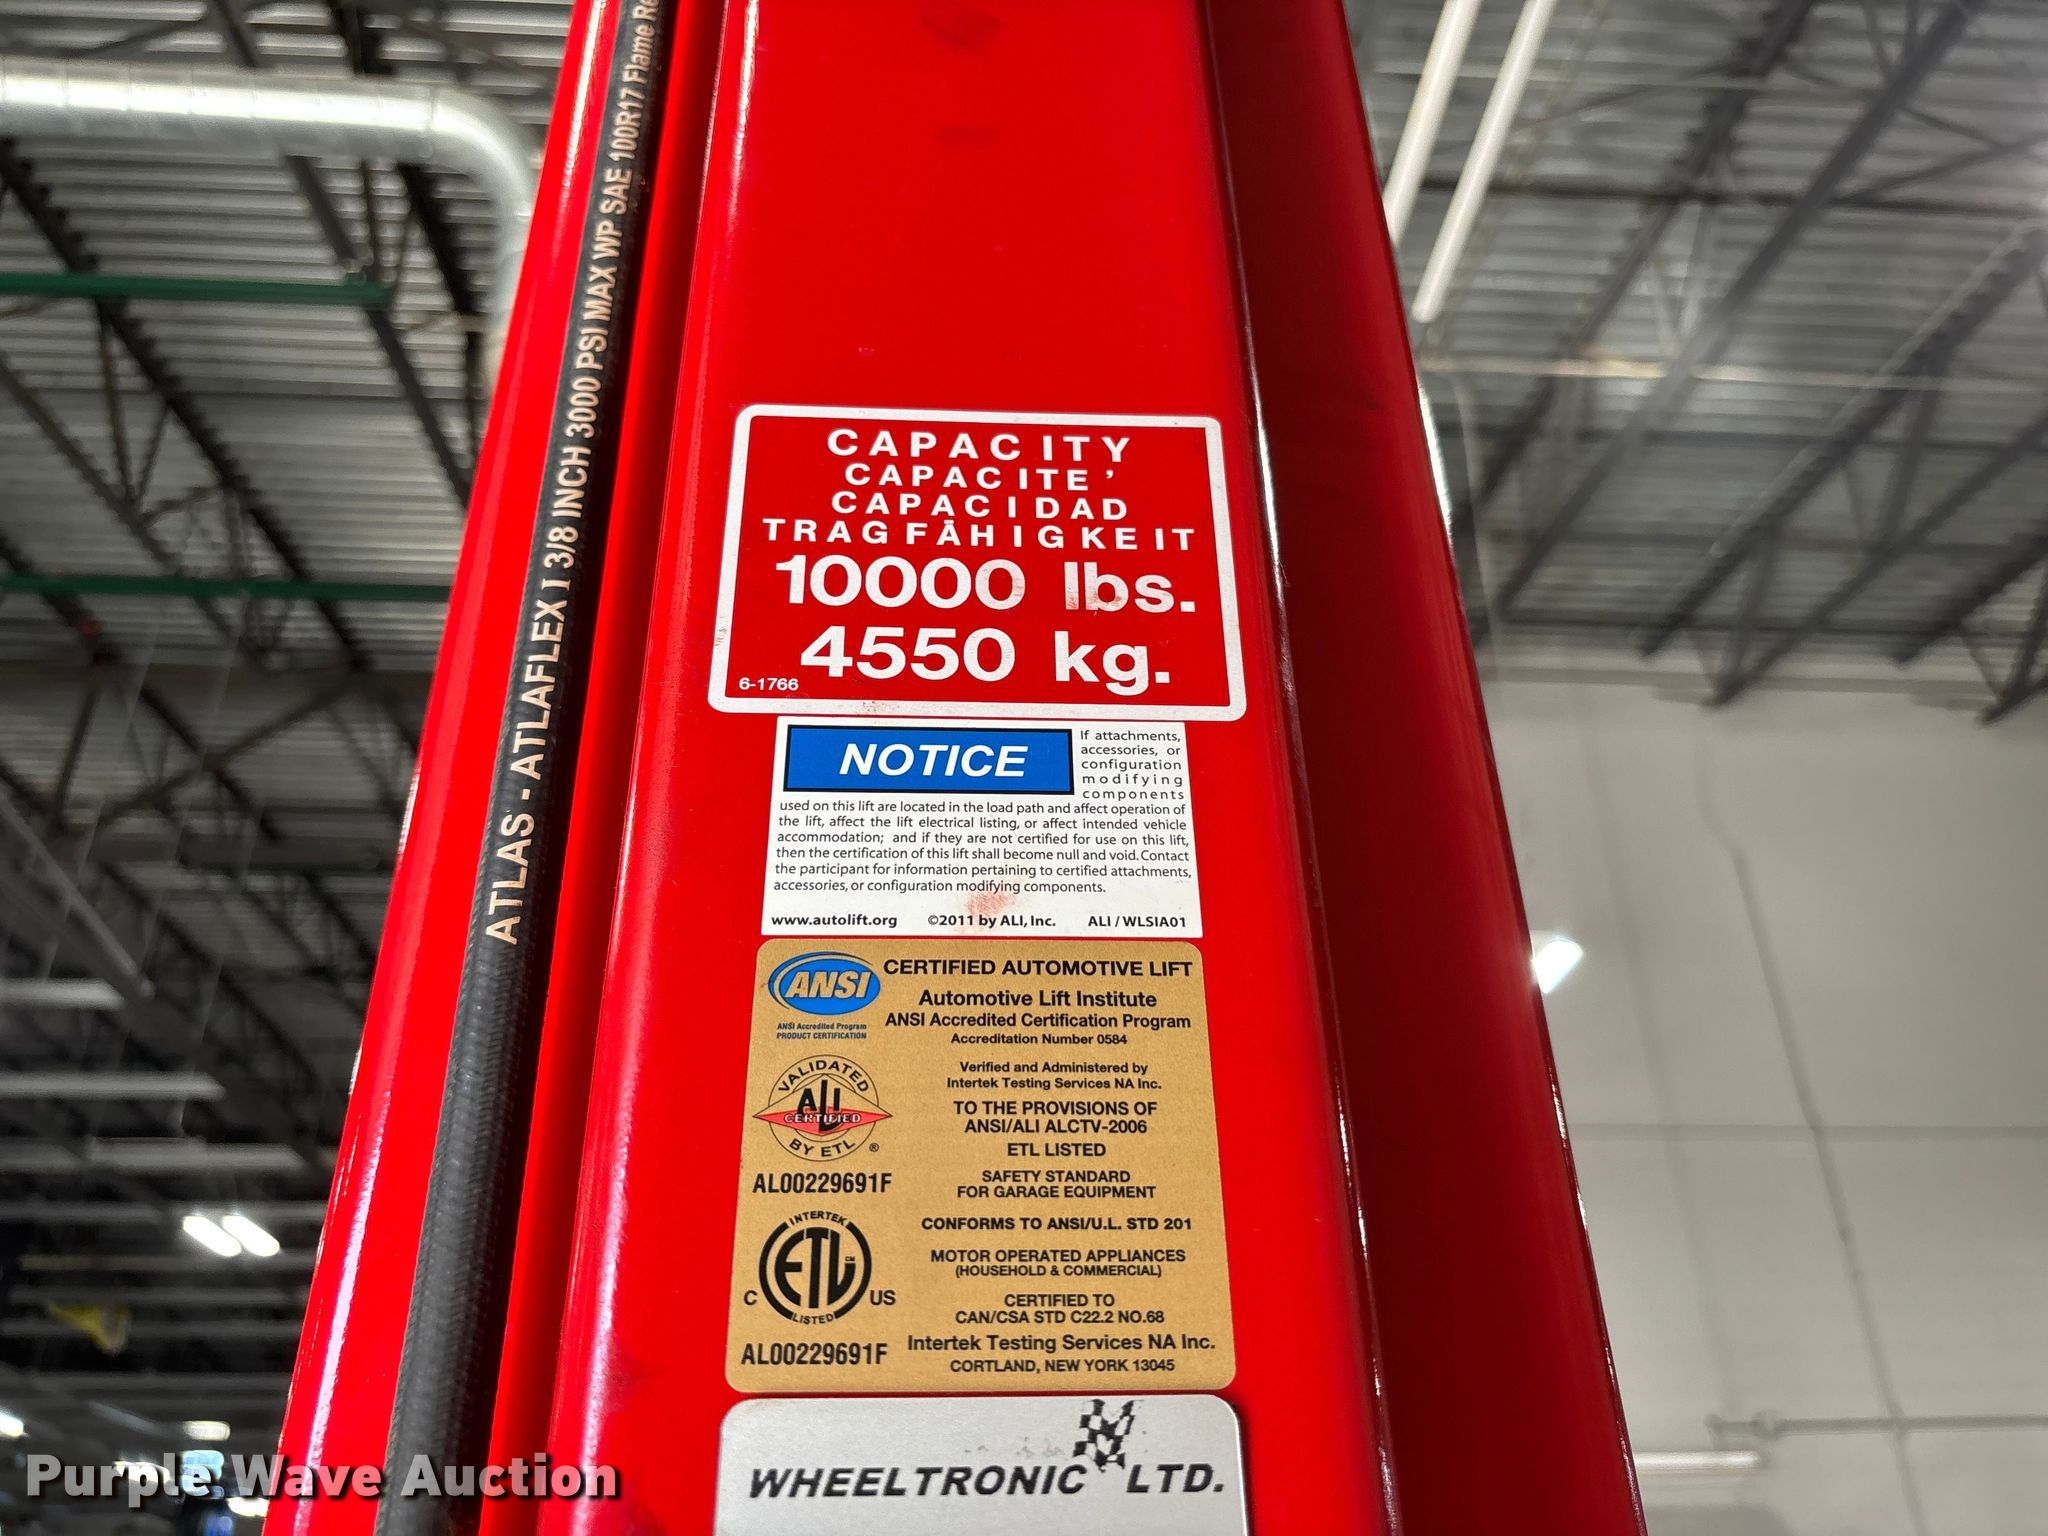 ATLAS - ATLAFLEX I 3/8 INCH 3000 PSI MAX WP SAE 100R17 Flame
CAPACITY
CAPACITE'
CAPACIDAD
TRAGFÄHIGKEIT
10000 lbs.
4550 kg.
6-1766
NOTICE
If attachments,
accessories, or
configuration
modifying
components
used on this lift are located in the load path and affect operation of
the lift, affect the lift electrical listing, or affect intended vehicle
accommodation; and if they are not certified for use on this lift,
then the certification of this lift shall become null and void. Contact
the participant for information pertaining to certified attachments,
accessories, or configuration modifying components.
www.autolift.org ©2011 by ALI, Inc. ALI / WLSIA01
ANSI
ANSI Accredited Program
PRODUCT CERTIFICATION
CERTIFIED AUTOMOTIVE LIFT
Automotive Lift Institute
ANSI Accredited Certification Program
Accreditation Number 0584
VALIDATED
ALI
CERTIFIED
BY ETL ®
AL00229691F
Verified and Administered by
Intertek Testing Services NA Inc.
TO THE PROVISIONS OF
ANSI/ALI ALCTV-2006
ETL LISTED
SAFETY STANDARD
FOR GARAGE EQUIPMENT
INTERTEK
ETL CM
C US
LISTED
AL00229691F
CONFORMS TO ANSI/U.L. STD 201
MOTOR OPERATED APPLIANCES
(HOUSEHOLD & COMMERCIAL)
CERTIFIED TO
CAN/CSA STD C22.2 NO.68
Intertek Testing Services NA Inc.
CORTLAND, NEW YORK 13045
WHEELTRONIC LTD.
Purple Wave Auction